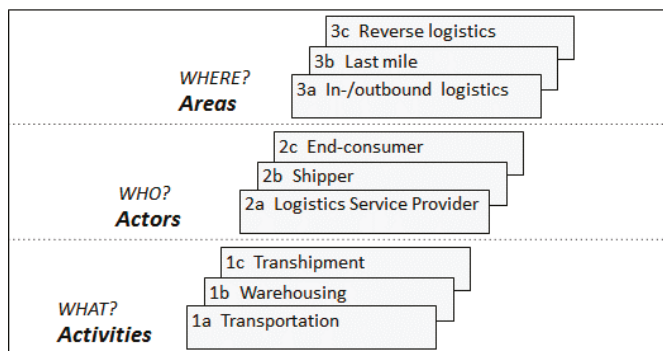 3c Reverse logistics
3b Last mile
WHERE?
3a In-/outbound logistics
Areas
2c End-consumer
2b Shipper
WHO?
2a Logistics Service Provider
Actors
1c Transhipment
1b Warehousing
WHAT?
1a Transportation
Activities